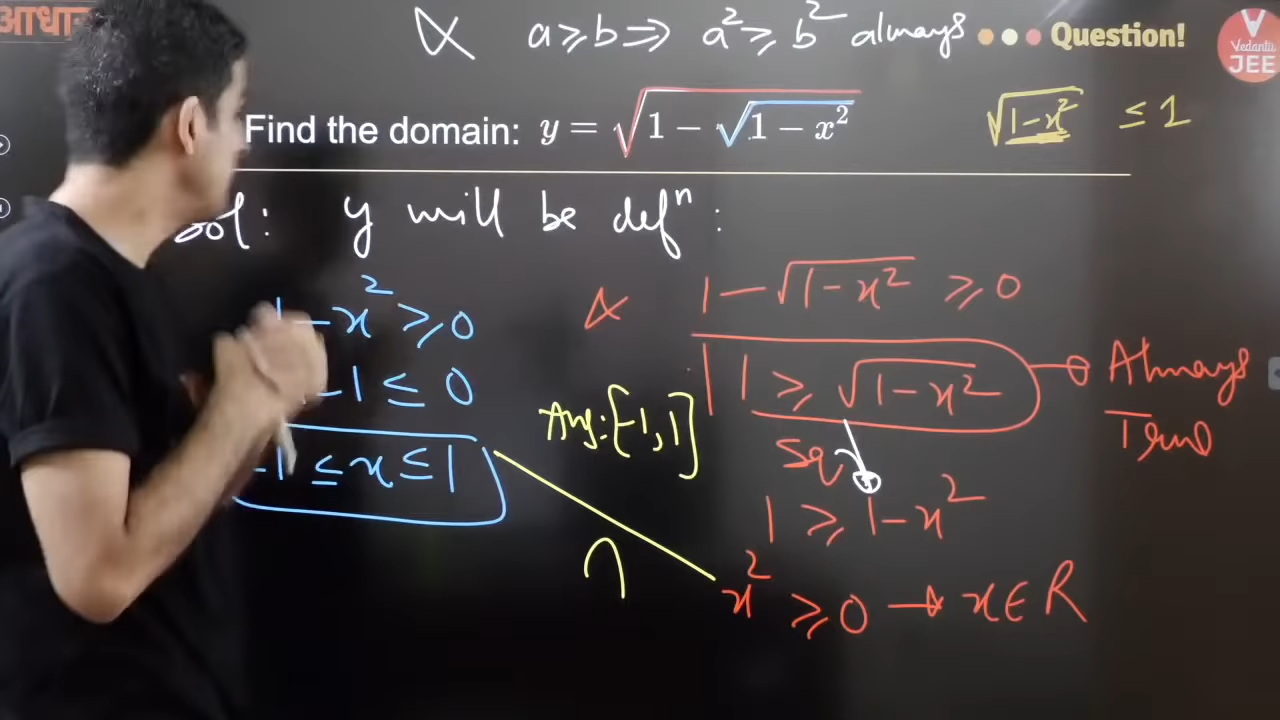 आधार
& a ⩾ b ⇒ a² ⩾ b² always
Question!
Vedantu
JEE
Find the domain: y = √(1 − √(1 − x²))
√(1-x²) ≤ 1
Sol: y will be defⁿ :
1-x² ⩾ 0
-1 ≤ 0
-1 ≤ x ≤ 1
& 1-√(1-x²) ⩾ 0
1 ⩾ √(1-x²) → Always
True
Ans: [-1, 1]
Sq
1 ⩾ 1-x²
∩
x² ⩾ 0 → x∈R